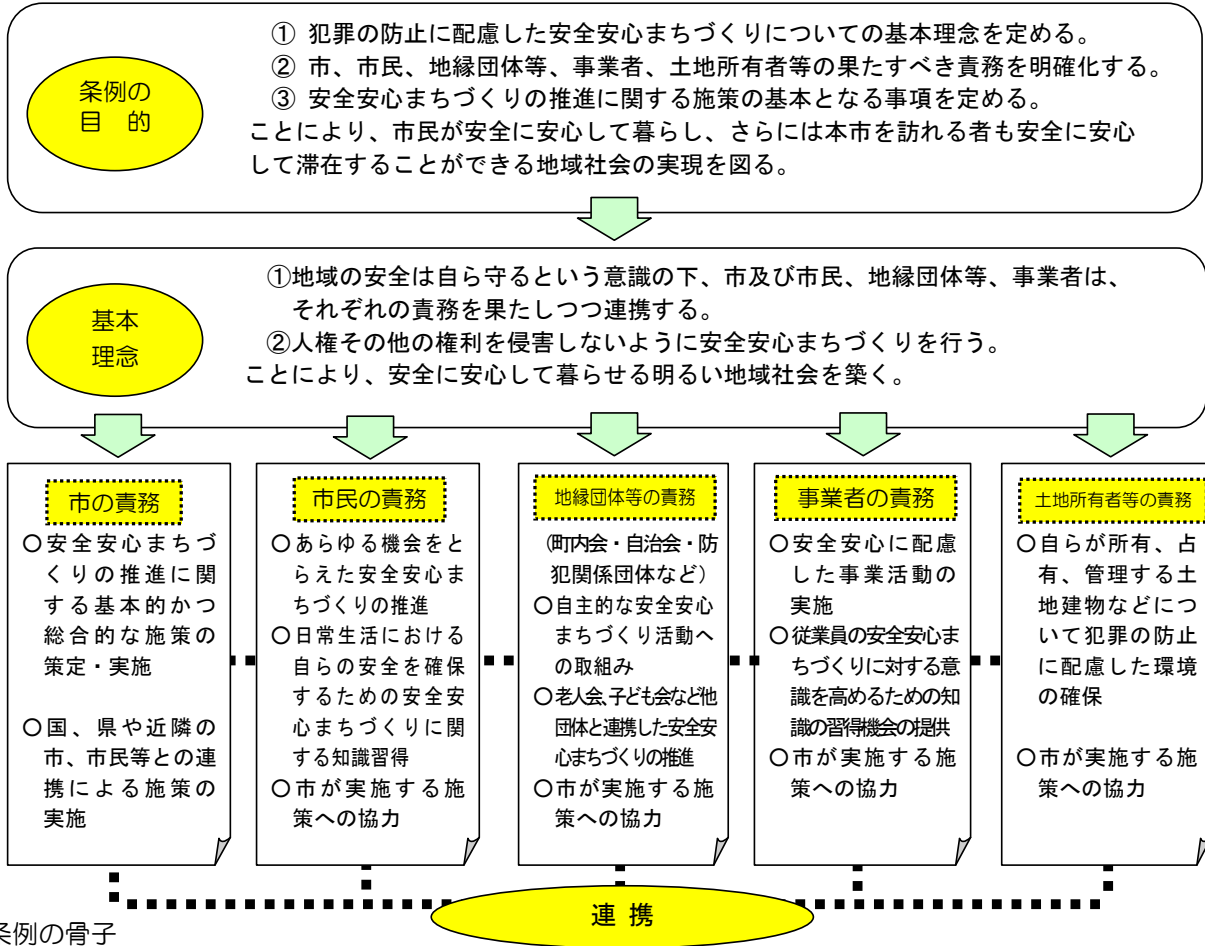 条例の
目 的
① 犯罪の防止に配慮した安全安心まちづくりについての基本理念を定める。
② 市、市民、地縁団体等、事業者、土地所有者等の果たすべき責務を明確化する。
③ 安全安心まちづくりの推進に関する施策の基本となる事項を定める。
ことにより、市民が安全に安心して暮らし、さらには本市を訪れる者も安全に安心
して滞在することができる地域社会の実現を図る。
基本
理念
①地域の安全は自ら守るという意識の下、市及び市民、地縁団体等、事業者は、
それぞれの責務を果たしつつ連携する。
②人権その他の権利を侵害しないように安全安心まちづくりを行う。
ことにより、安全に安心して暮らせる明るい地域社会を築く。
市の責務
○安全安心まちづ
くりの推進に関
する基本的かつ
総合的な施策の
策定・実施
○国、県や近隣の
市、市民等との連
携による施策の
実施
市民の責務
○あらゆる機会をと
らえた安全安心ま
ちづくりの推進
○日常生活における
自らの安全を確保
するための安全安
心まちづくりに関
する知識習得
○市が実施する施
策への協力
地縁団体等の責務
(町内会・自治会・防
犯関係団体など)
○自主的な安全安心
まちづくり活動へ
の取組み
○老人会、子ども会など他
団体と連携した安全安
心まちづくりの推進
○市が実施する施
策への協力
事業者の責務
○安全安心に配慮
した事業活動の
実施
○従業員の安全安心ま
ちづくりに対する意
識を高めるための知
識の習得機会の提供
○市が実施する施
策への協力
土地所有者等の責務
○自らが所有、占
有、管理する土
地建物などにつ
いて犯罪の防止
に配慮した環境
の確保
○市が実施する施
策への協力
連 携
条例の骨子